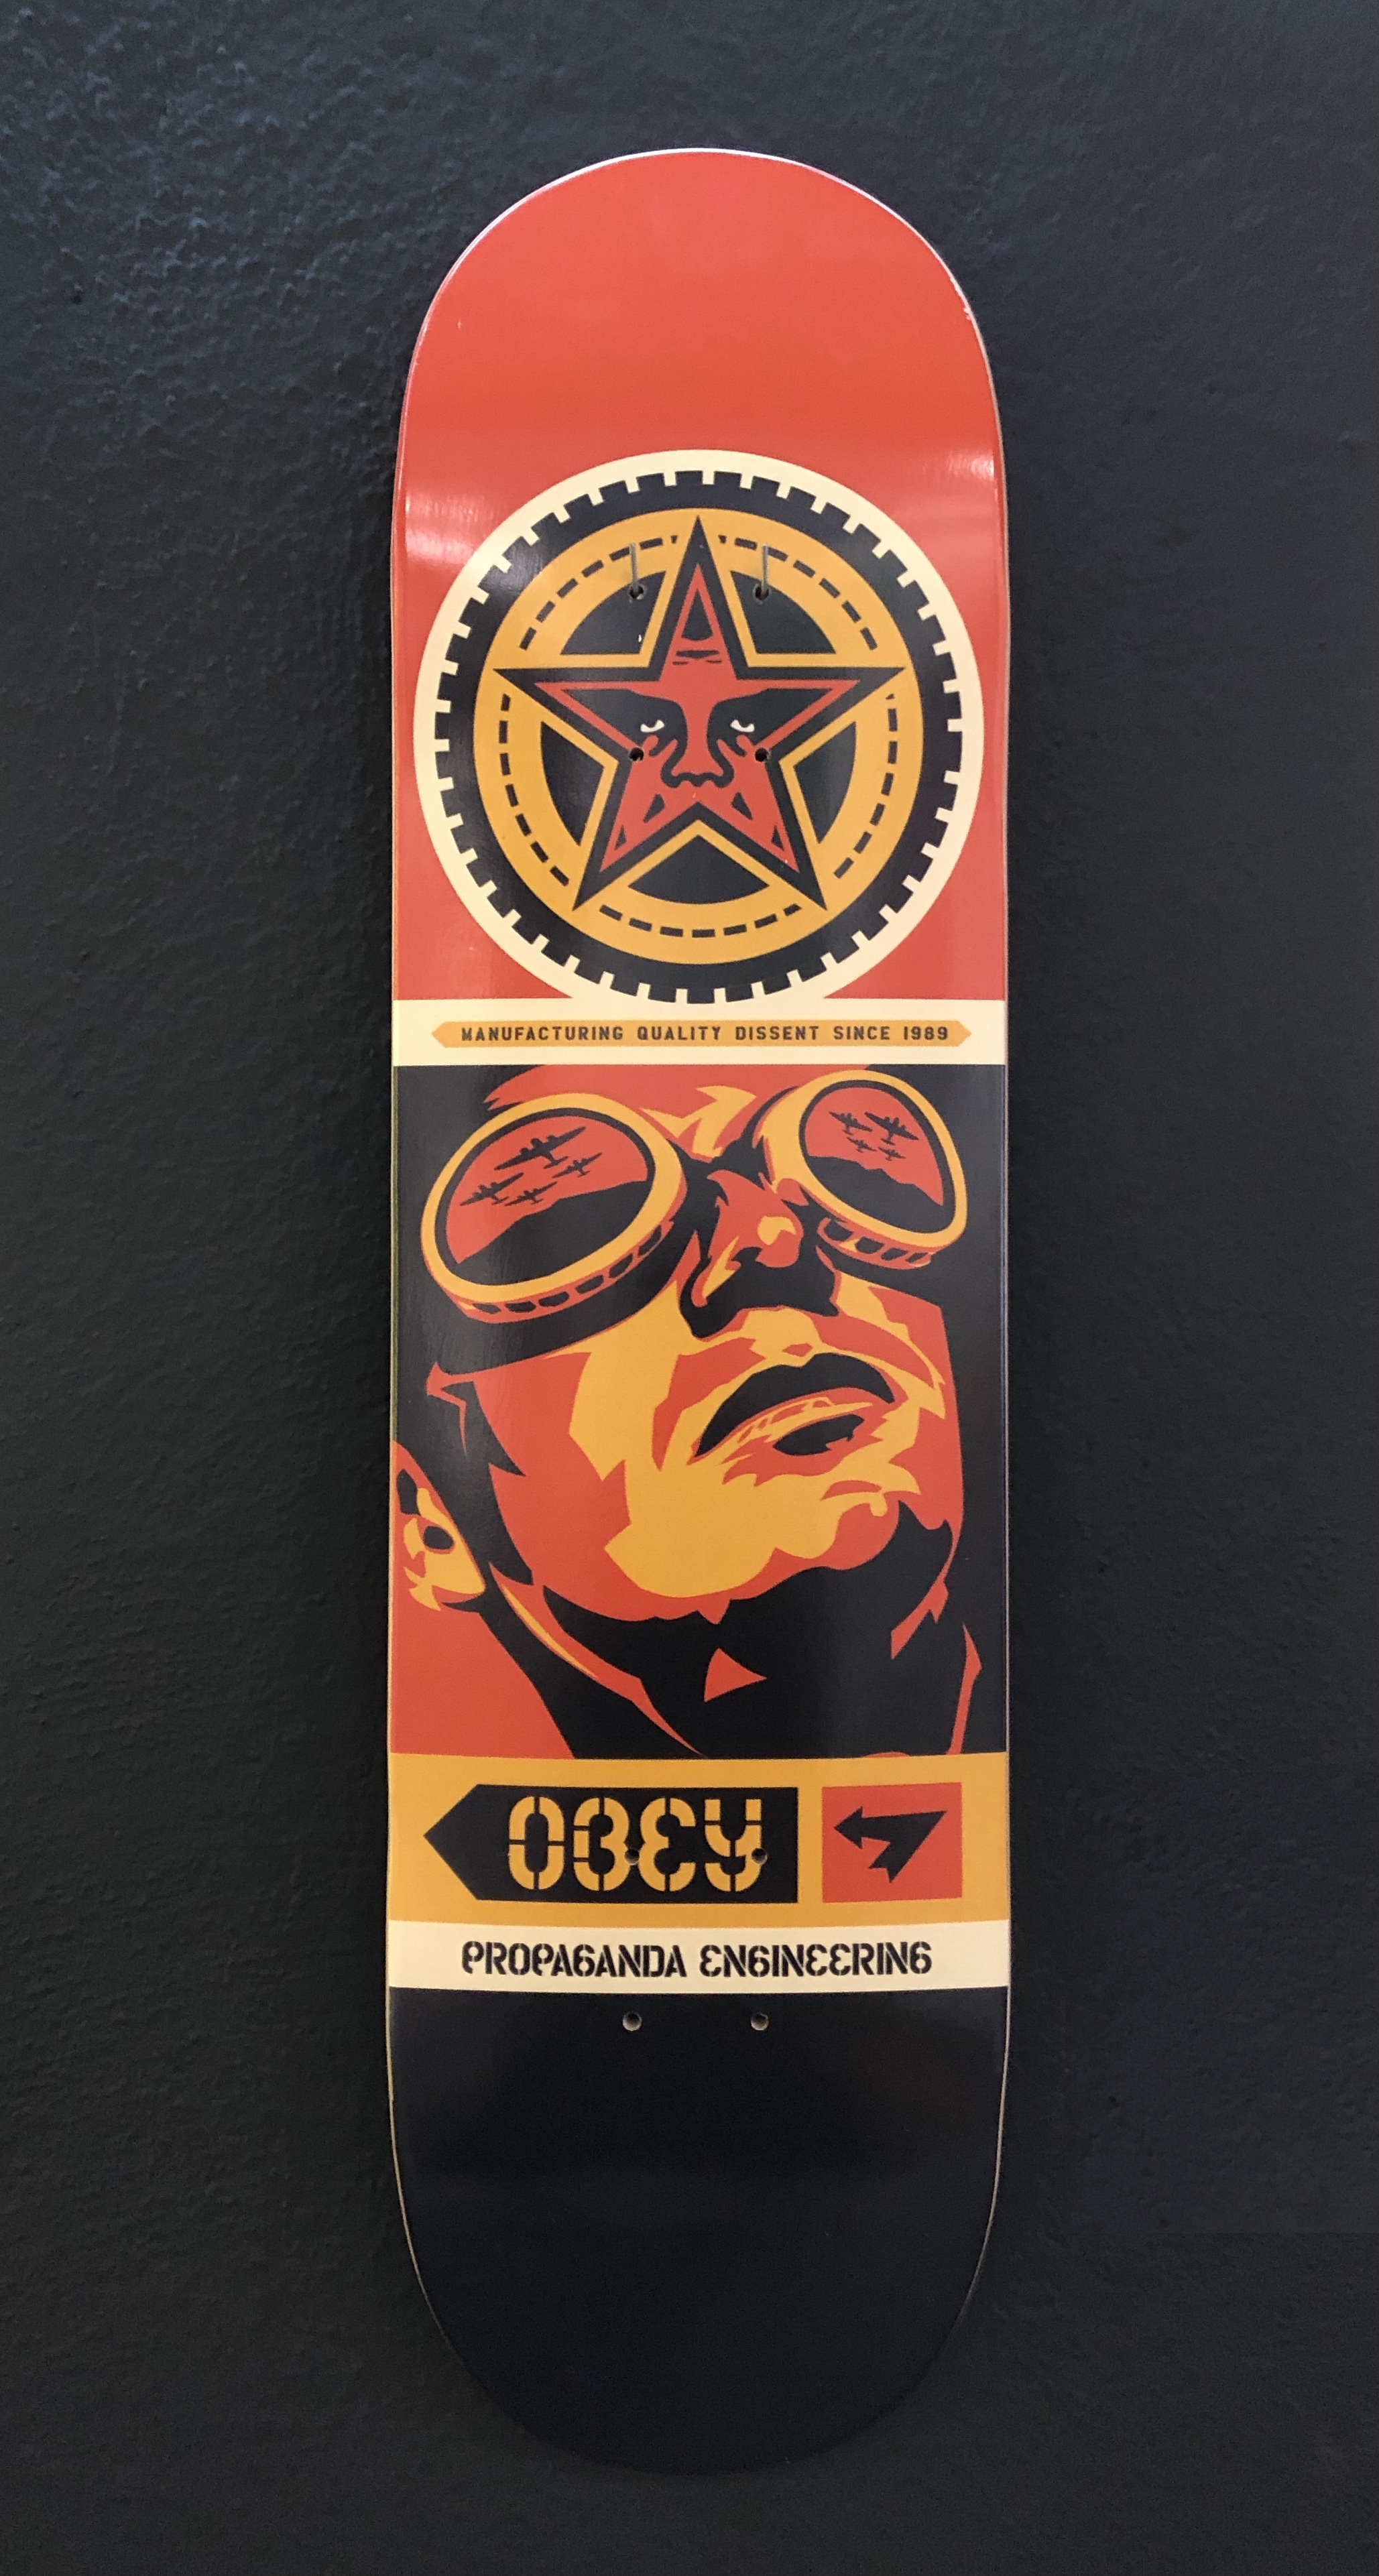 MANUFACTURING QUALITY DISSENT SINCE 1989
OBEY
PROPAGANDA ENGINEERING